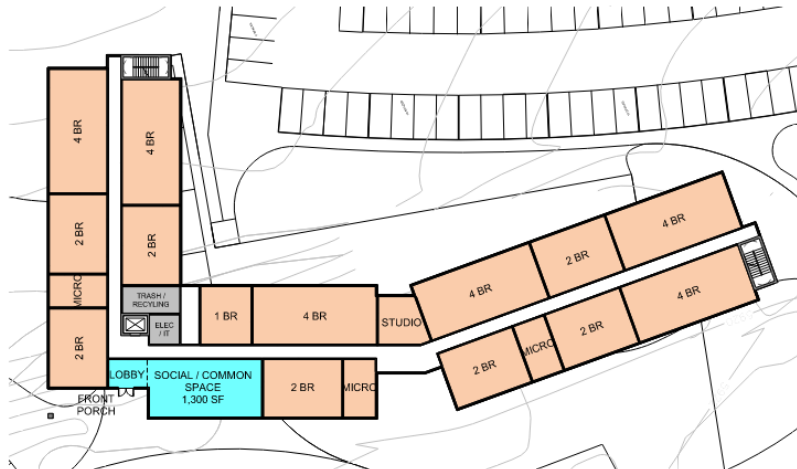 4 BR
4 BR
2 BR
2 BR
MICRO
2 BR
TRASH /
RECYLING
ELEC
/ IT
1 BR
4 BR
STUDIO
4 BR
2 BR
4 BR
LOBBY
SOCIAL / COMMON
SPACE
1,300 SF
2 BR
MICRO
2 BR
MICRO
2 BR
4 BR
FRONT
PORCH